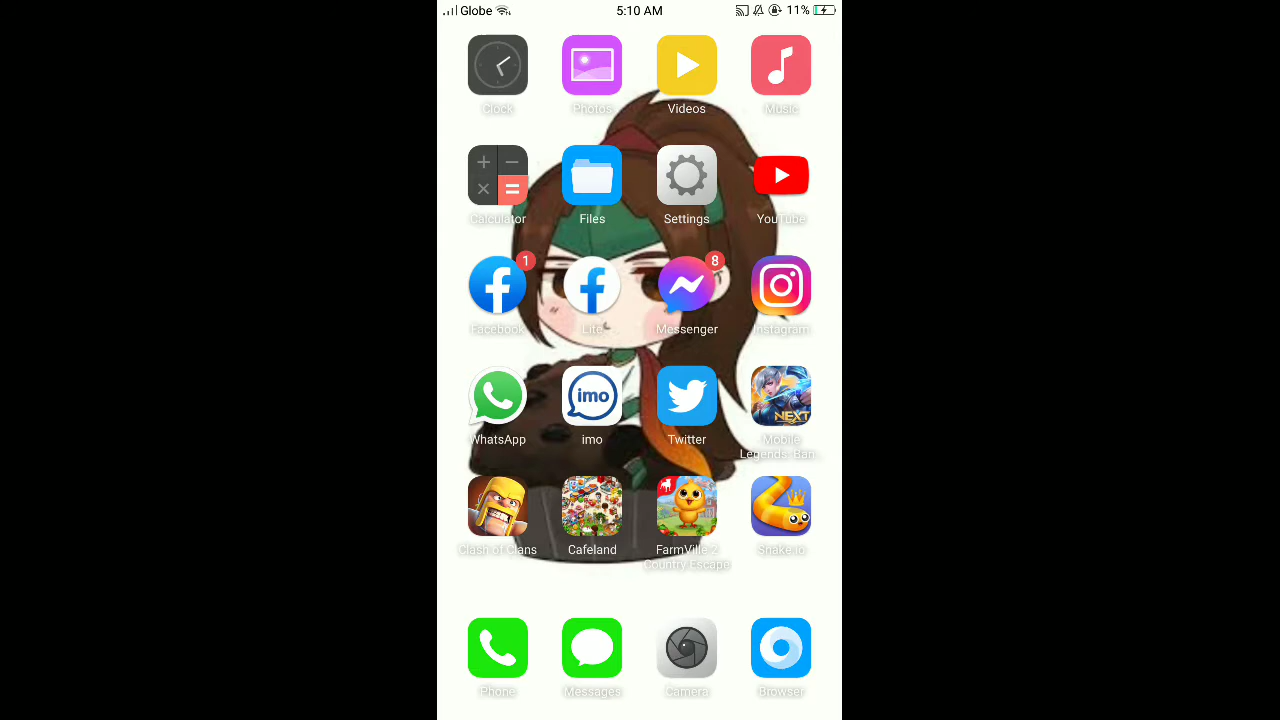 Globe 5:10 AM 11%
Clock Photos Videos Music
Calculator Files Settings YouTube
1 8
Facebook Lite Messenger Instagram
imo NEXT
WhatsApp imo Twitter Mobile
Legends: Ban...
Clash of Clans Cafeland FarmVille 2: Snake.io
Country Escape
Phone Messages Camera Browser